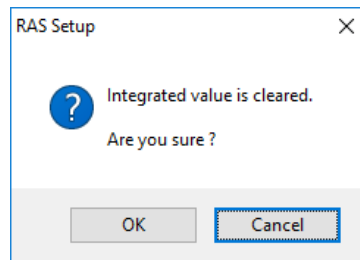 RAS Setup
Integrated value is cleared.
Are you sure ?
OK
Cancel